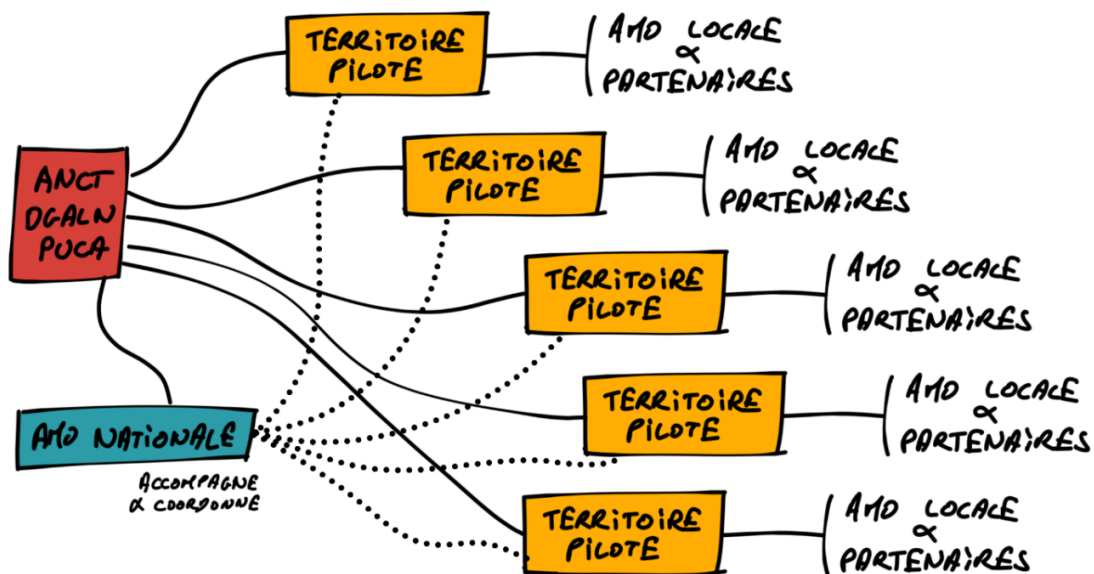 TERRiTOiRE
PiLOTE
AMO LOCALE
&
PARTENAiRES
ANCT
DGALN
PUCA
TERRiTOiRE
PiLOTE
AMO LOCALE
&
PARTENAiRES
TERRiTOiRE
PiLOTE
AMO LOCALE
&
PARTENAiRES
TERRiTOiRE
PiLOTE
AMO LOCALE
&
PARTENAiRES
AMO NATiONALE
ACCOMPAGNE
& COORDONNE
TERRiTOiRE
PiLOTE
AMO LOCALE
&
PARTENAiRES